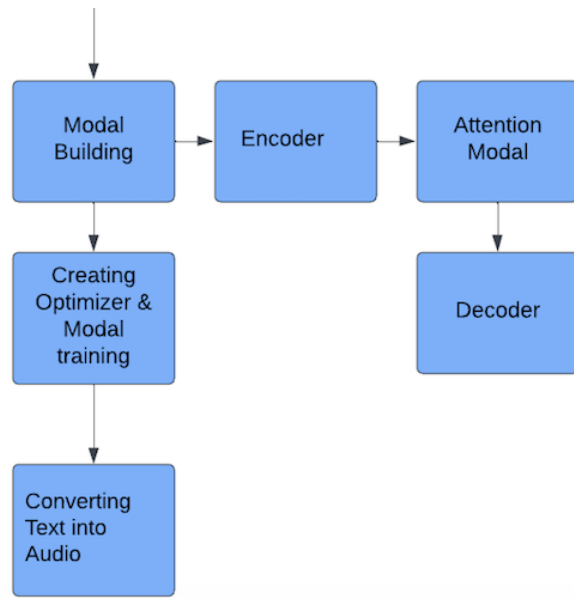 Modal
Building
Encoder
Attention
Modal
Creating
Optimizer &
Modal
training
Decoder
Converting
Text into
Audio